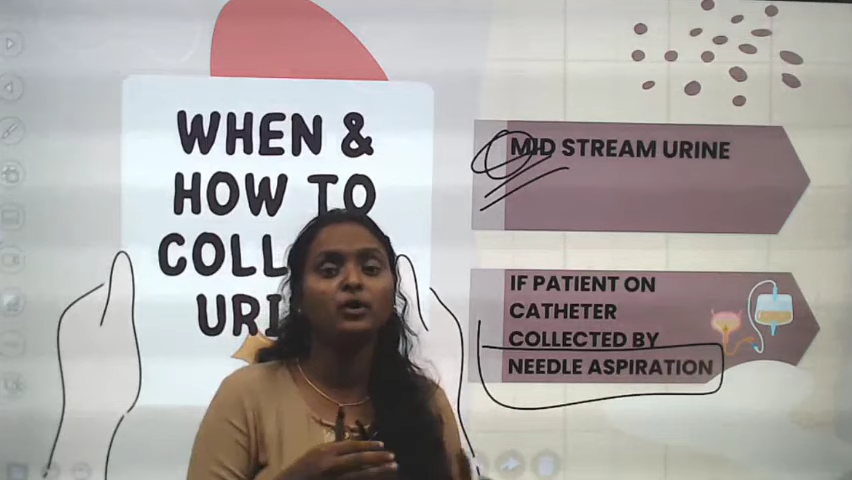 WHEN &
HOW TO
COLL
URI
MID STREAM URINE
IF PATIENT ON
CATHETER
COLLECTED BY
NEEDLE ASPIRATION